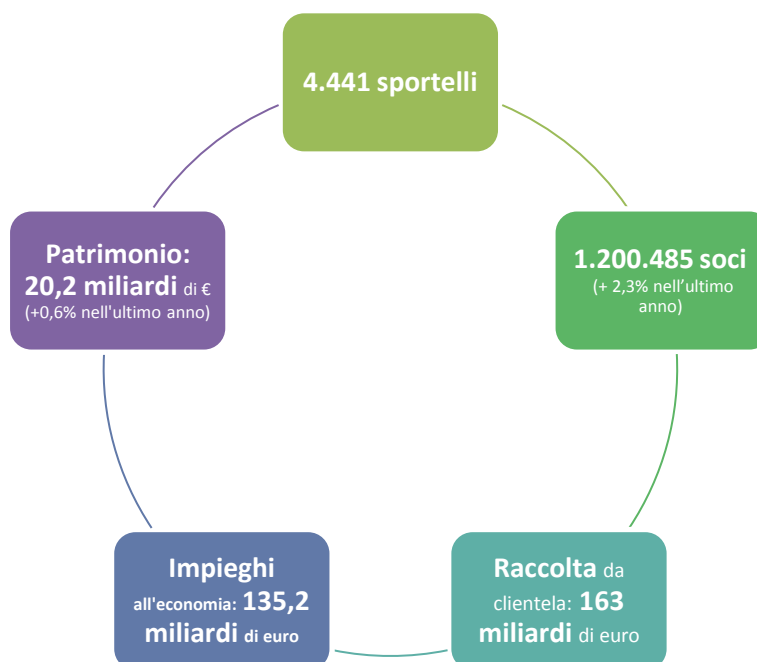 4.441 sportelli
Patrimonio:
20,2 miliardi di €
(+0,6% nell'ultimo anno)
1.200.485 soci
(+ 2,3% nell’ultimo
anno)
Impieghi
all'economia: 135,2
miliardi di euro
Raccolta da
clientela: 163
miliardi di euro